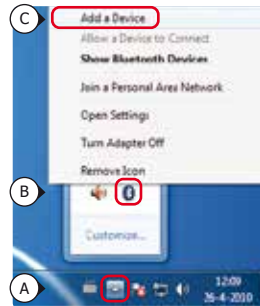 C
Add a Device
Allow a Device to Connect
Show Bluetooth Devices
Join a Personal Area Network
Open Settings
Turn Adapter Off
Remove Icon
B
Customize...
A
12:09
26-4-2010